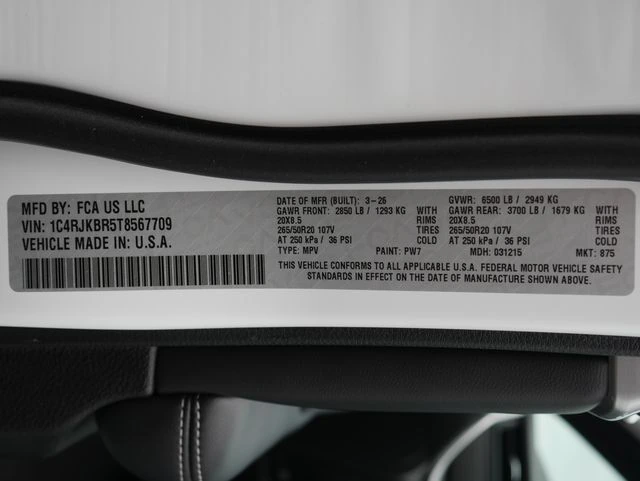 MFD BY: FCA US LLC
VIN: 1C4RJKBR5T8567709
VEHICLE MADE IN U.S.A.
DATE OF MFR (BUILT): 3-26
GAWR FRONT: 2850 LB / 1293 KG WITH
20X8.5 RIMS
265/50R20 107V TIRES
AT 250 kPa / 36 PSI COLD
TYPE: MPV PAINT: PW7
GVWR: 6500 LB / 2949 KG
GAWR REAR: 3700 LB / 1679 KG WITH
20X8.5 RIMS
265/50R20 107V TIRES
AT 250 kPa / 36 PSI COLD
MDH: 031215 MKT: 875
THIS VEHICLE CONFORMS TO ALL APPLICABLE U.S.A. FEDERAL MOTOR VEHICLE SAFETY
STANDARDS IN EFFECT ON THE DATE OF MANUFACTURE SHOWN ABOVE.